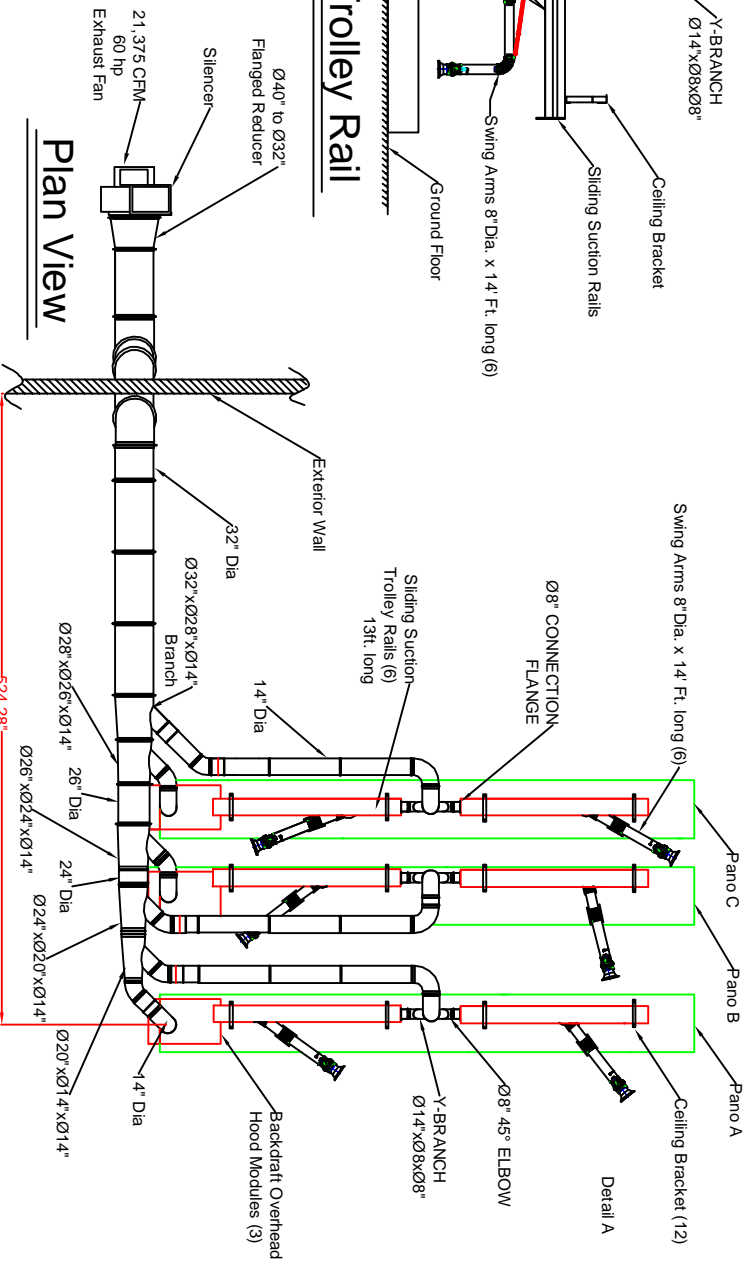 Y-BRANCH
Ø14"xØ8xØ8"
Ceiling Bracket
Sliding Suction Rails
Swing Arms 8"Dia. x 14' Ft. long (6)
Ground Floor
Trolley Rail
Ø40" to Ø32"
Flanged Reducer
Silencer
21,375 CFM
60 hp
Exhaust Fan
Plan View
Exterior Wall
32" Dia
Ø32"xØ28"xØ14"
Branch
Ø28"xØ26"xØ14"
26" Dia
Ø26"xØ24"xØ14"
24" Dia
Ø24"xØ20"xØ14"
Ø20"xØ14"xØ14"
14" Dia
524.28"
Swing Arms 8"Dia. x 14' Ft. long (6)
Ø8" CONNECTION
FLANGE
Sliding Suction
Trolley Rails (6)
13ft. long
14" Dia
Pano C
Pano B
Pano A
Ceiling Bracket (12)
Detail A
Ø8" 45° ELBOW
Y-BRANCH
Ø14"xØ8xØ8"
Backdraft Overhead
Hood Modules (3)